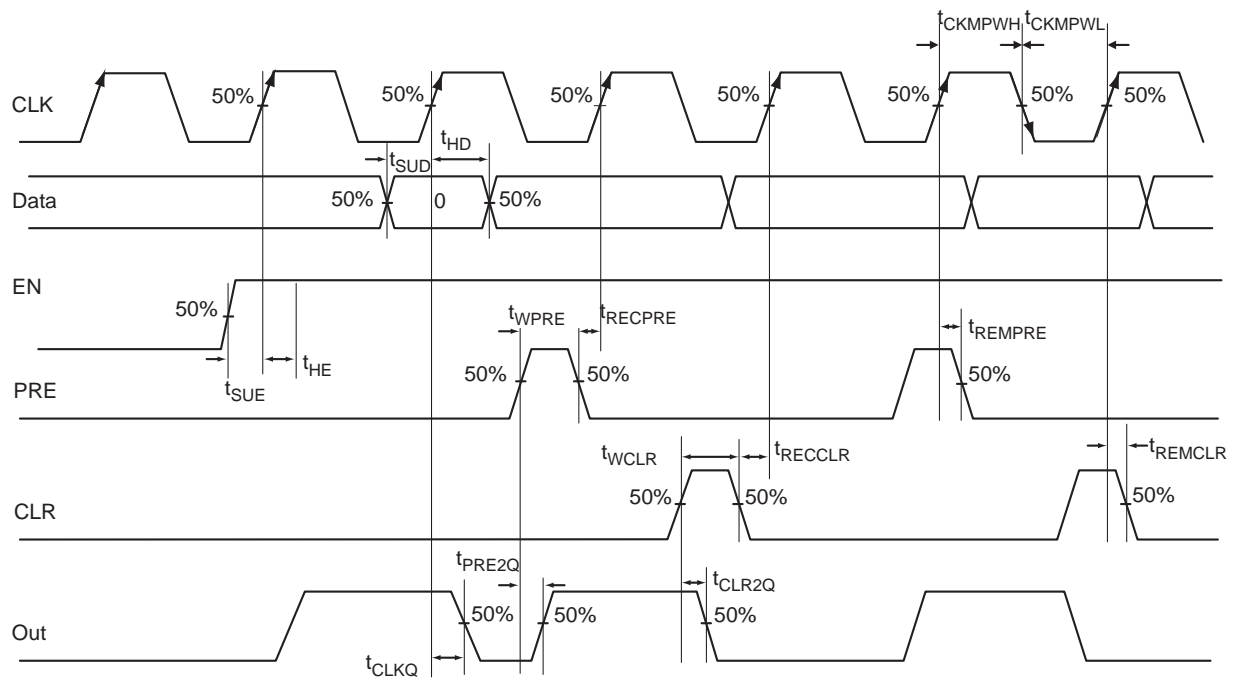 tCKMPWH tCKMPWL
CLK 50% 50% 50% 50% 50% 50% 50%
tSUD tHD
Data 50% 0 50%
EN
50%
tSUE tHE tWPRE tRECPRE tREMPRE
PRE 50% 50% 50%
tWCLR tRECCLR tREMCLR
CLR 50% 50% 50%
tPRE2Q tCLR2Q
Out 50% 50% 50%
tCLKQ